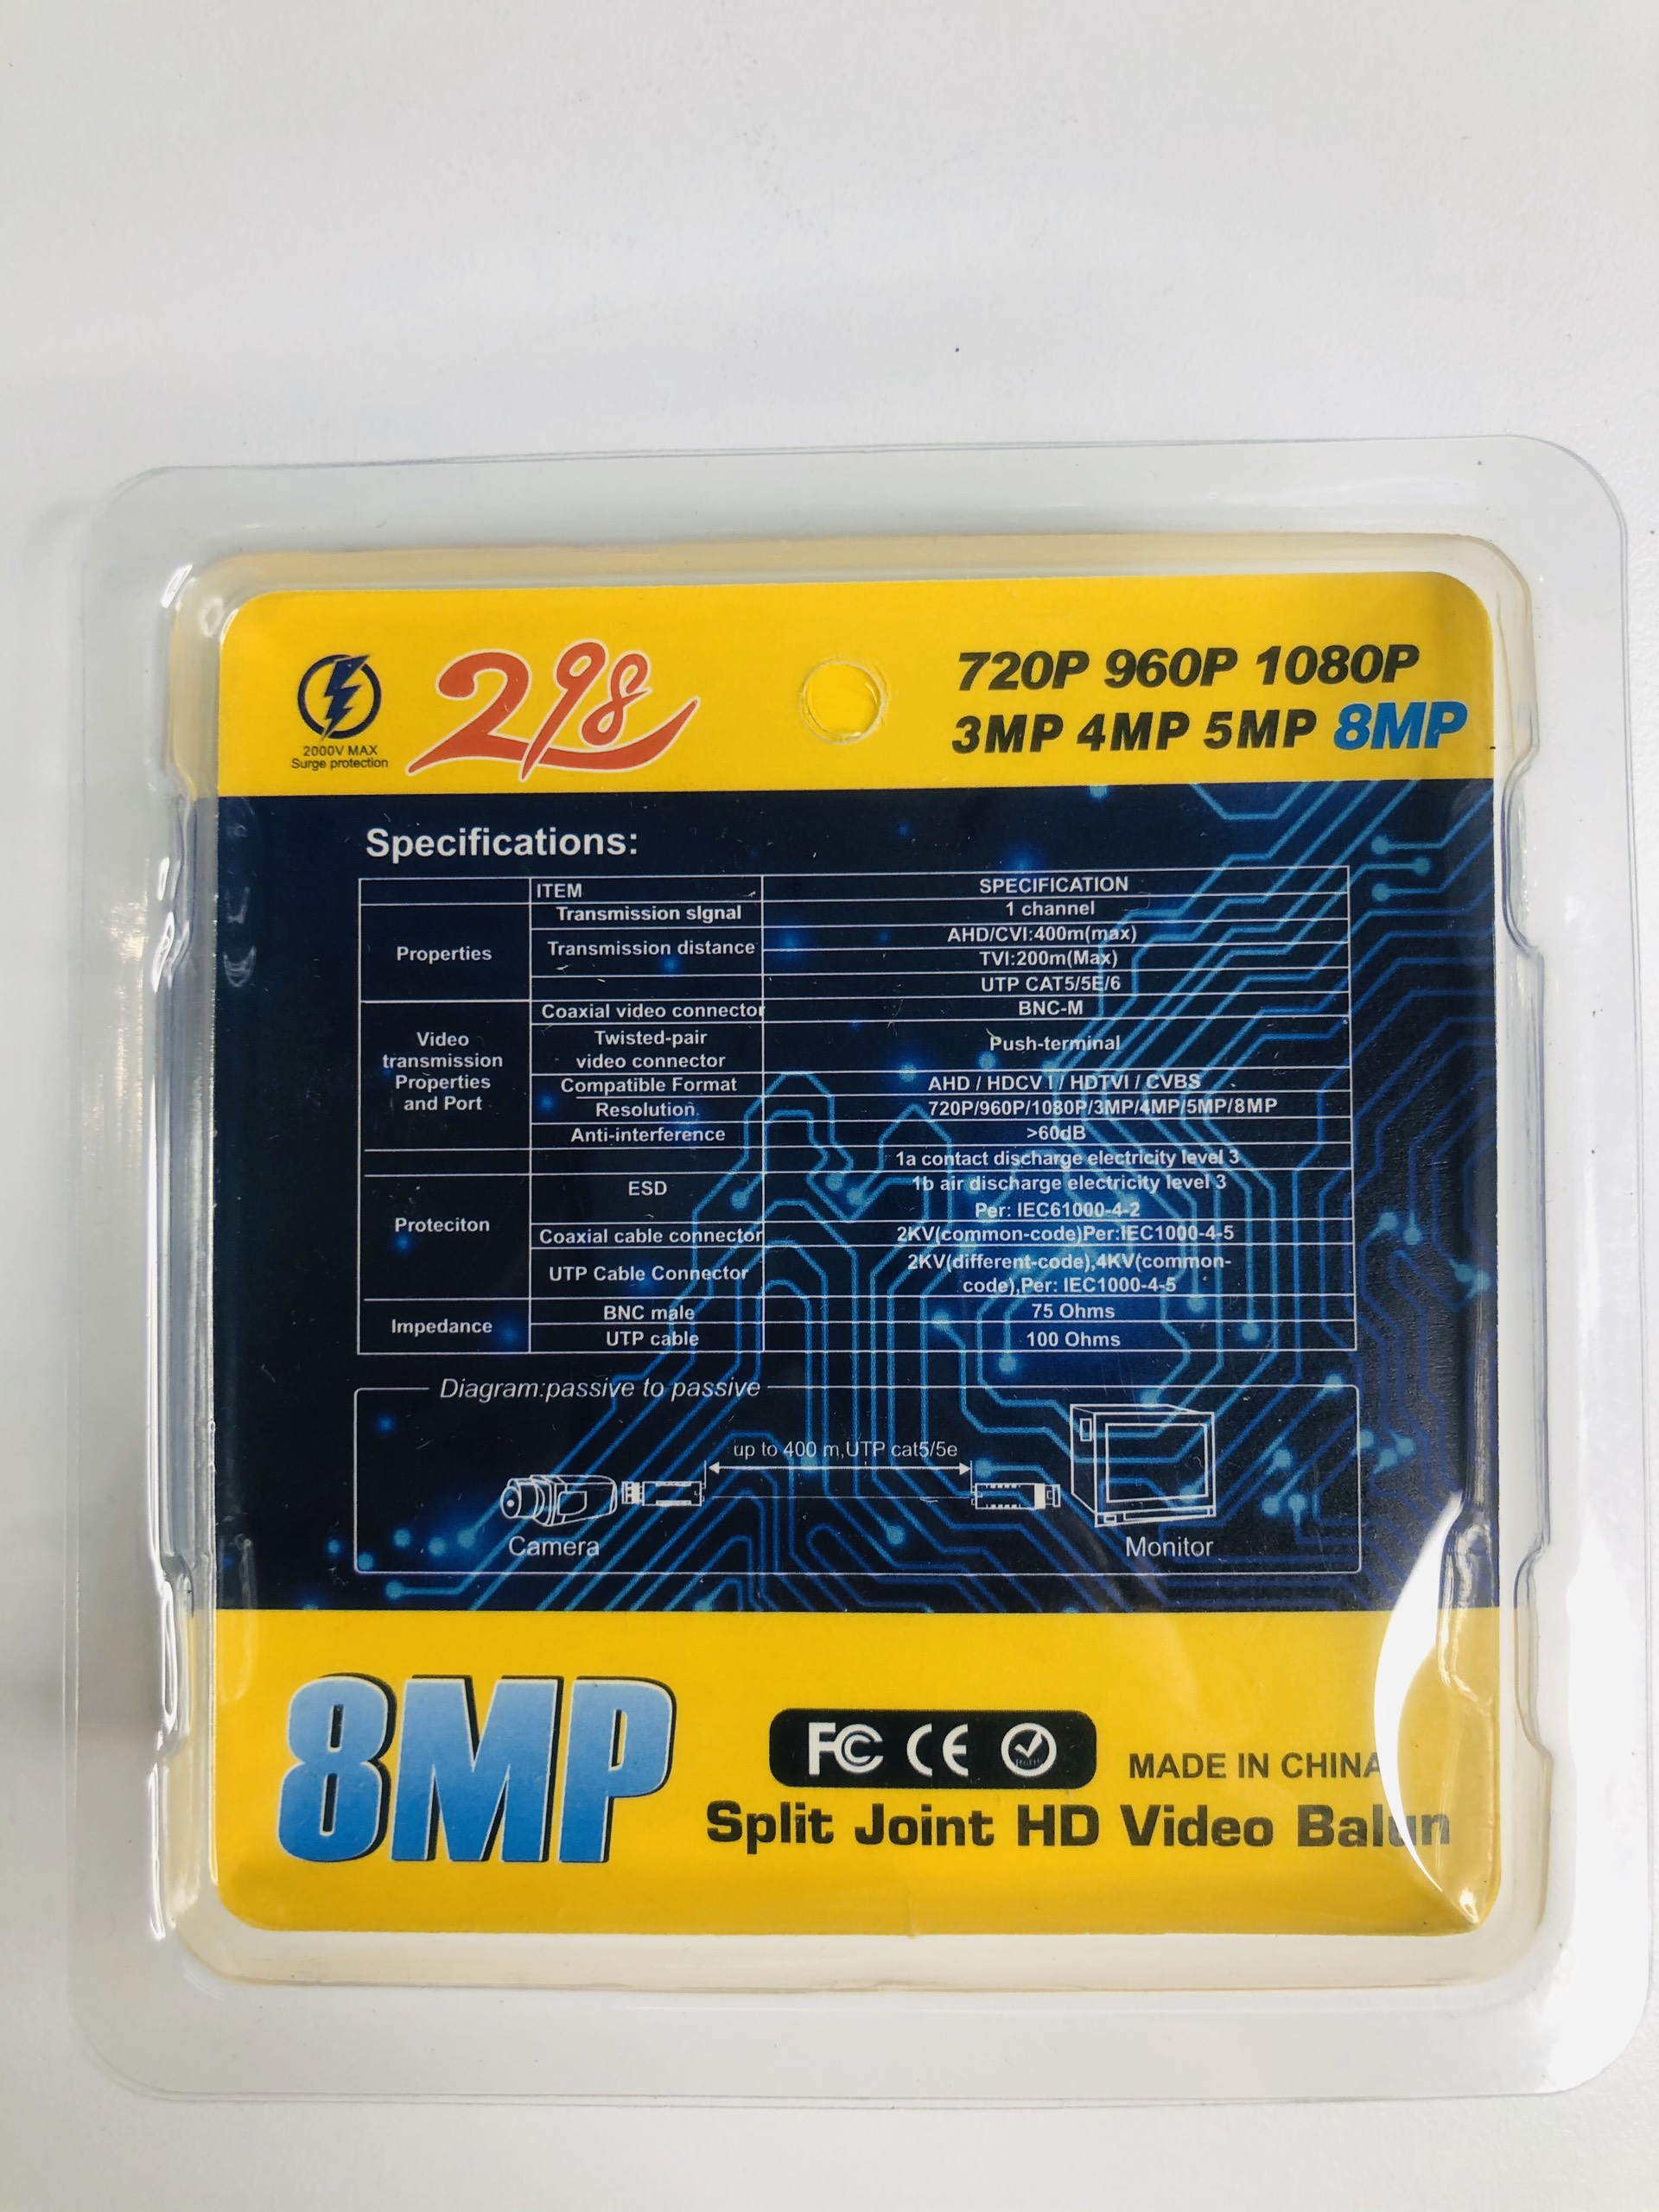 2000V MAX
Surge protection
298
720P 960P 1080P
3MP 4MP 5MP 8MP
Specifications:
ITEM SPECIFICATION
Properties
Transmission sIgnal 1 channel
Transmission distance AHD/CVI:400m(max)
TVI:200m(Max)
UTP CAT5/5E/6
Video
transmission
Properties
and Port
Coaxial video connector BNC-M
Twisted-pair
video connector
Push-terminal
Compatible Format AHD / HDCV I / HDTVI / CVBS
Resolution 720P/960P/1080P/3MP/4MP/5MP/8MP
Anti-interference >60dB
Proteciton
ESD
1a contact discharge electricity level 3
1b air discharge electricity level 3
Per: IEC61000-4-2
Coaxial cable connector 2KV(common-code)Per:IEC1000-4-5
UTP Cable Connector
2KV(different-code),4KV(common-
code),Per: IEC1000-4-5
Impedance
BNC male 75 Ohms
UTP cable 100 Ohms
Diagram:passive to passive
up to 400 m,UTP cat5/5e
Camera
Monitor
8MP
FC CE RoHS
MADE IN CHINA
Split Joint HD Video Balun